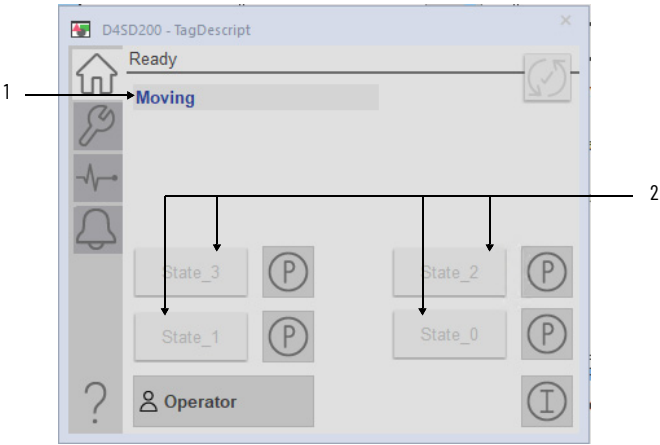 D4SD200 - TagDescript
Ready
1
Moving
2
State_3
P
State_2
P
State_1
P
State_0
P
?
Operator
I